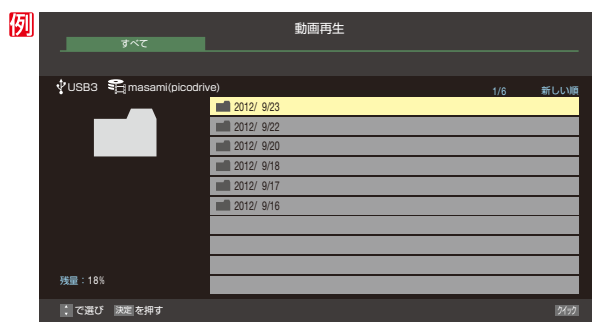 例
動画再生
すべて
USB3 masami(picodrive)
1/6 新しい順
2012/ 9/23
2012/ 9/22
2012/ 9/20
2012/ 9/18
2012/ 9/17
2012/ 9/16
残量：18%
で選び 決定 を押す
クイック